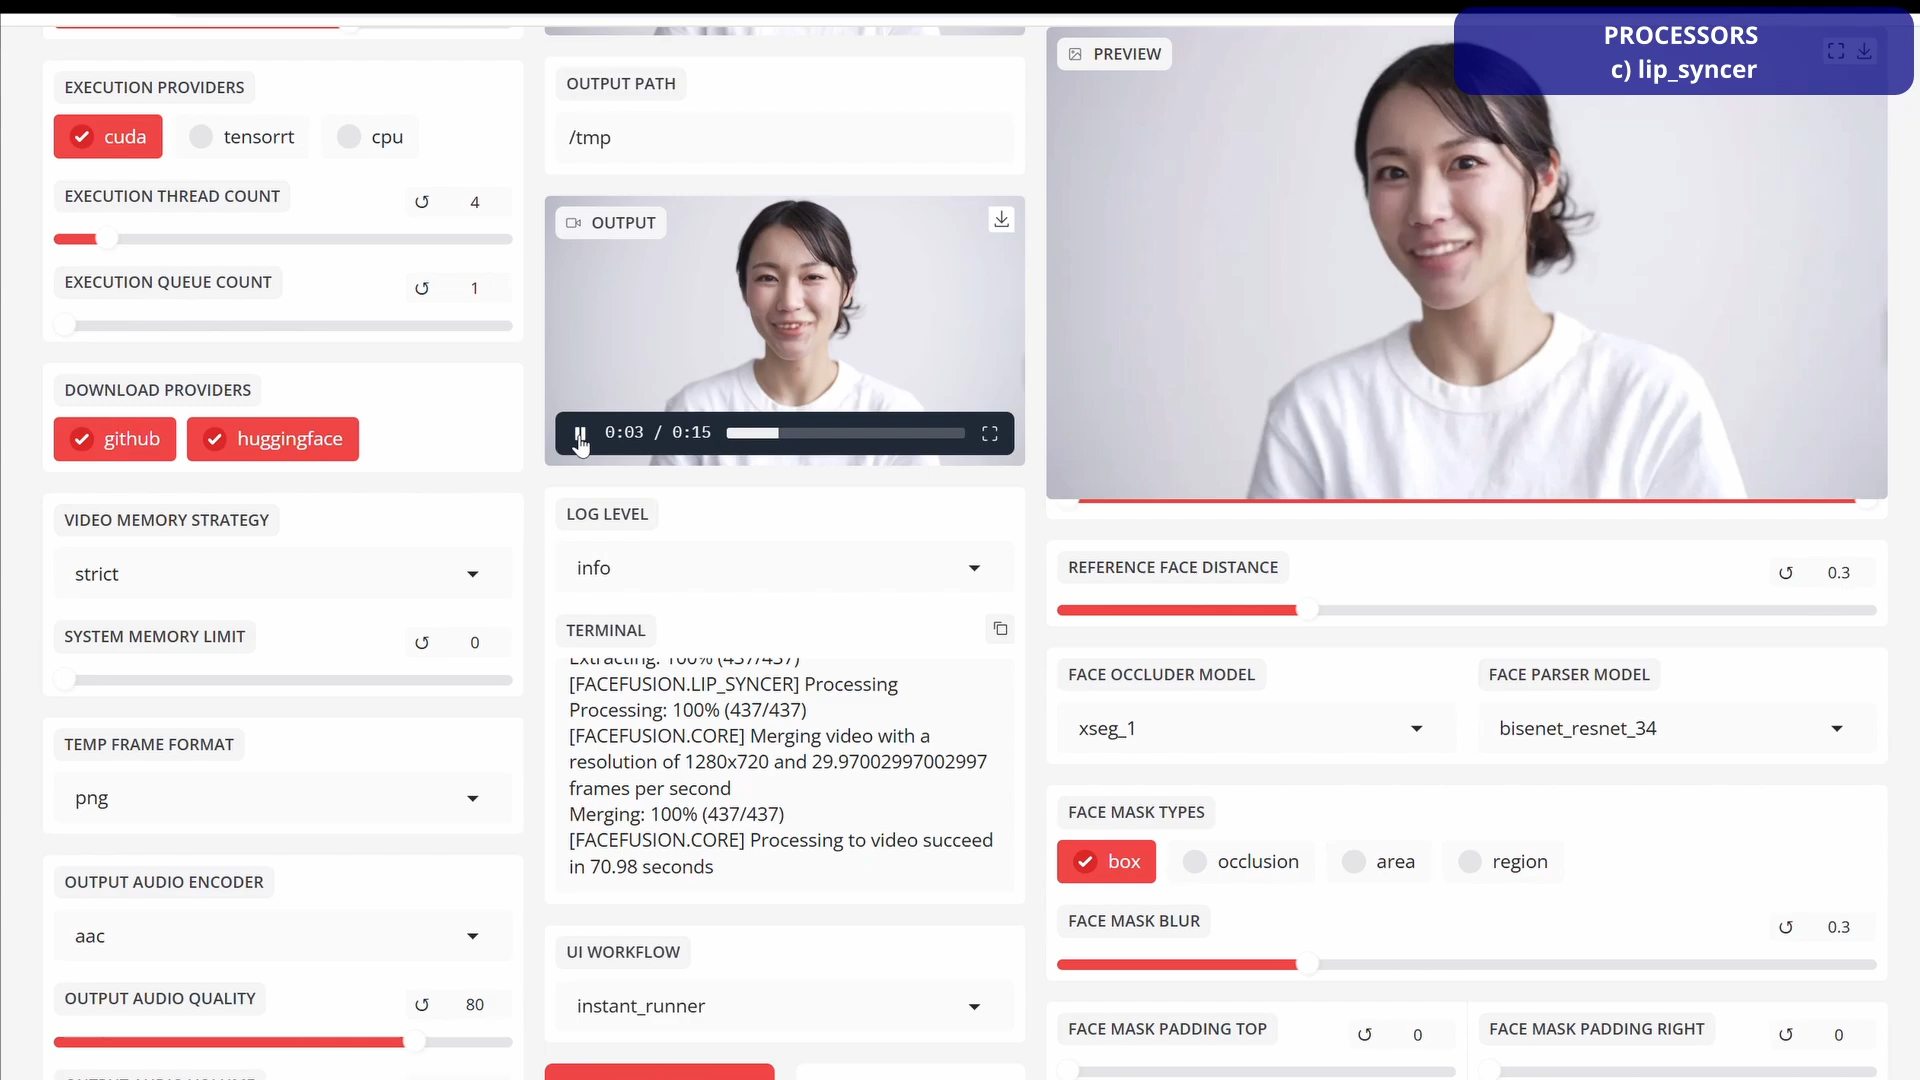 PROCESSORS
c) lip_syncer
EXECUTION PROVIDERS
cuda
tensorrt
cpu
EXECUTION THREAD COUNT
↺ 4
EXECUTION QUEUE COUNT
↺ 1
DOWNLOAD PROVIDERS
github
huggingface
VIDEO MEMORY STRATEGY
strict
SYSTEM MEMORY LIMIT
↺ 0
TEMP FRAME FORMAT
png
OUTPUT AUDIO ENCODER
aac
OUTPUT AUDIO QUALITY
↺ 80
OUTPUT PATH
/tmp
OUTPUT
0:03 / 0:15
LOG LEVEL
info
TERMINAL
Extracting: 100% (437/437)
[FACEFUSION.LIP_SYNCER] Processing
Processing: 100% (437/437)
[FACEFUSION.CORE] Merging video with a
resolution of 1280x720 and 29.97002997002997
frames per second
Merging: 100% (437/437)
[FACEFUSION.CORE] Processing to video succeed
in 70.98 seconds
UI WORKFLOW
instant_runner
PREVIEW
REFERENCE FACE DISTANCE
↺ 0.3
FACE OCCLUDER MODEL
xseg_1
FACE PARSER MODEL
bisenet_resnet_34
FACE MASK TYPES
box
occlusion
area
region
FACE MASK BLUR
↺ 0.3
FACE MASK PADDING TOP
↺ 0
FACE MASK PADDING RIGHT
↺ 0